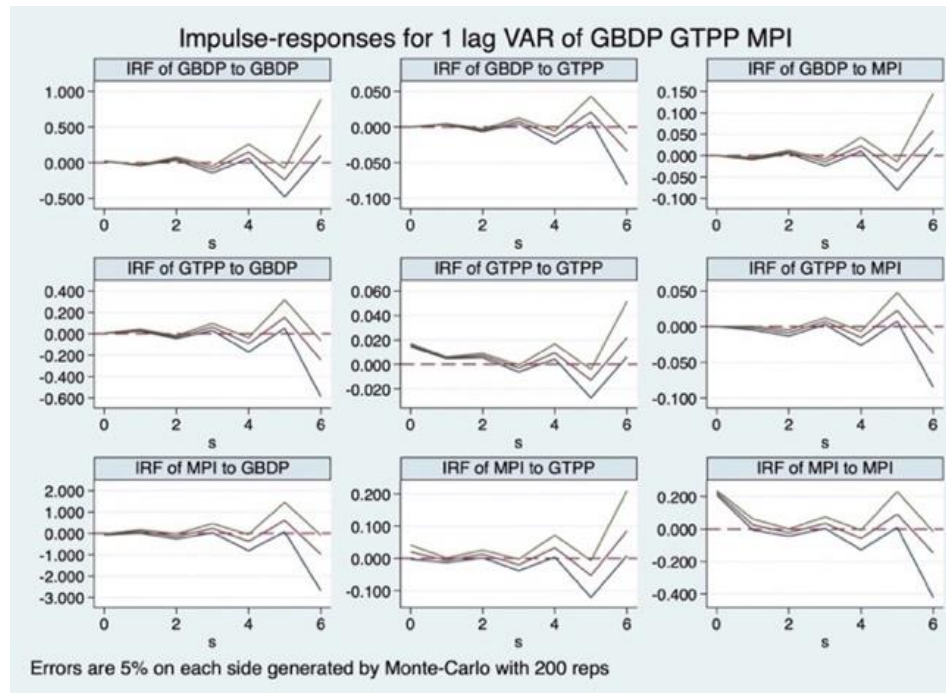 Impulse-responses for 1 lag VAR of GBDP GTPP MPI
IRF of GBDP to GBDP IRF of GBDP to GTPP IRF of GBDP to MPI
1.000 0.050 0.150
0.500 0.000 0.100
0.000 -0.050 0.050
-0.500 -0.100 0.000
-0.050
-0.100
0 2 4 6 0 2 4 6 0 2 4 6
s s s
IRF of GTPP to GBDP IRF of GTPP to GTPP IRF of GTPP to MPI
0.400 0.060 0.050
0.200 0.040 0.000
0.000 0.020 -0.050
-0.200 0.000 -0.100
-0.400 -0.020
-0.600
0 2 4 6 0 2 4 6 0 2 4 6
s s s
IRF of MPI to GBDP IRF of MPI to GTPP IRF of MPI to MPI
2.000 0.200 0.200
1.000 0.100 0.000
0.000 0.000 -0.200
-1.000 -0.100 -0.400
-2.000
-3.000
0 2 4 6 0 2 4 6 0 2 4 6
s s s
Errors are 5% on each side generated by Monte-Carlo with 200 reps